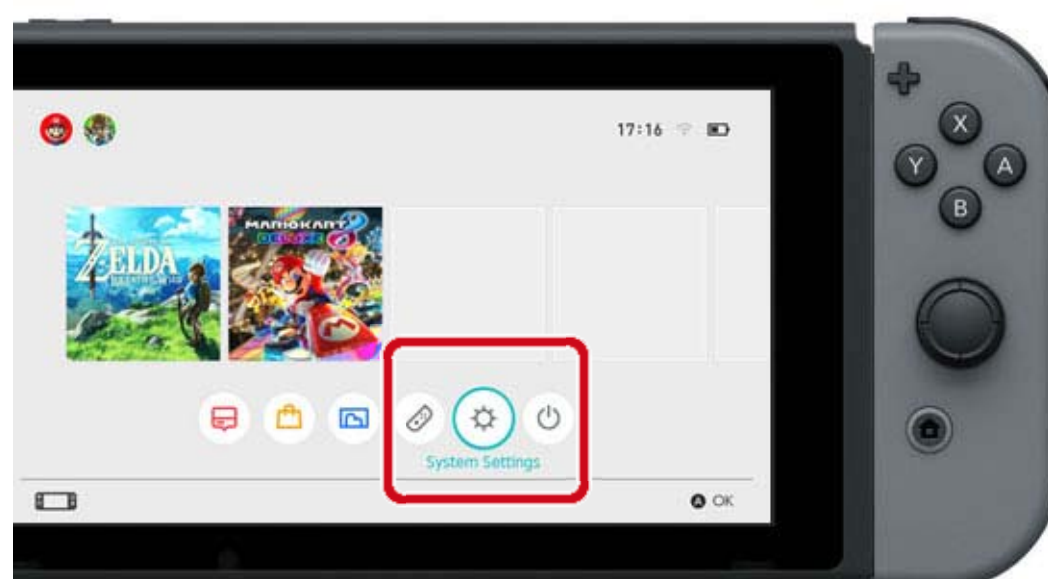 17:16
ZELDA
MARIOKART
DELUXE 8
System Settings
A OK
X
Y
A
B